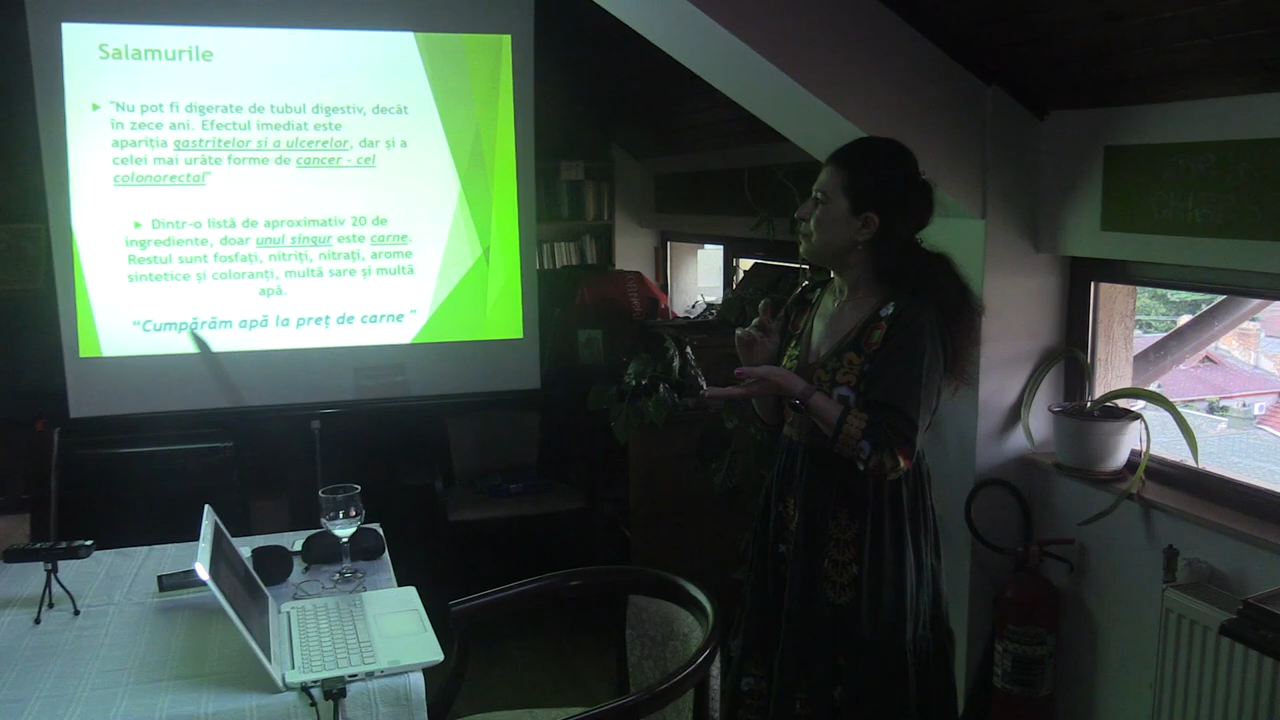 Salamurile
"Nu pot fi digerate de tubul digestiv, decât
în zece ani. Efectul imediat este
apariția gastritelor si a ulcerelor, dar și a
celei mai urâte forme de cancer - cel
colonorectal"
Dintr-o listă de aproximativ 20 de
ingrediente, doar unul singur este carne.
Restul sunt fosfați, nitriți, nitrați, arome
sintetice și coloranți, multă sare și multă
apă.
“Cumpărăm apă la preț de carne ”